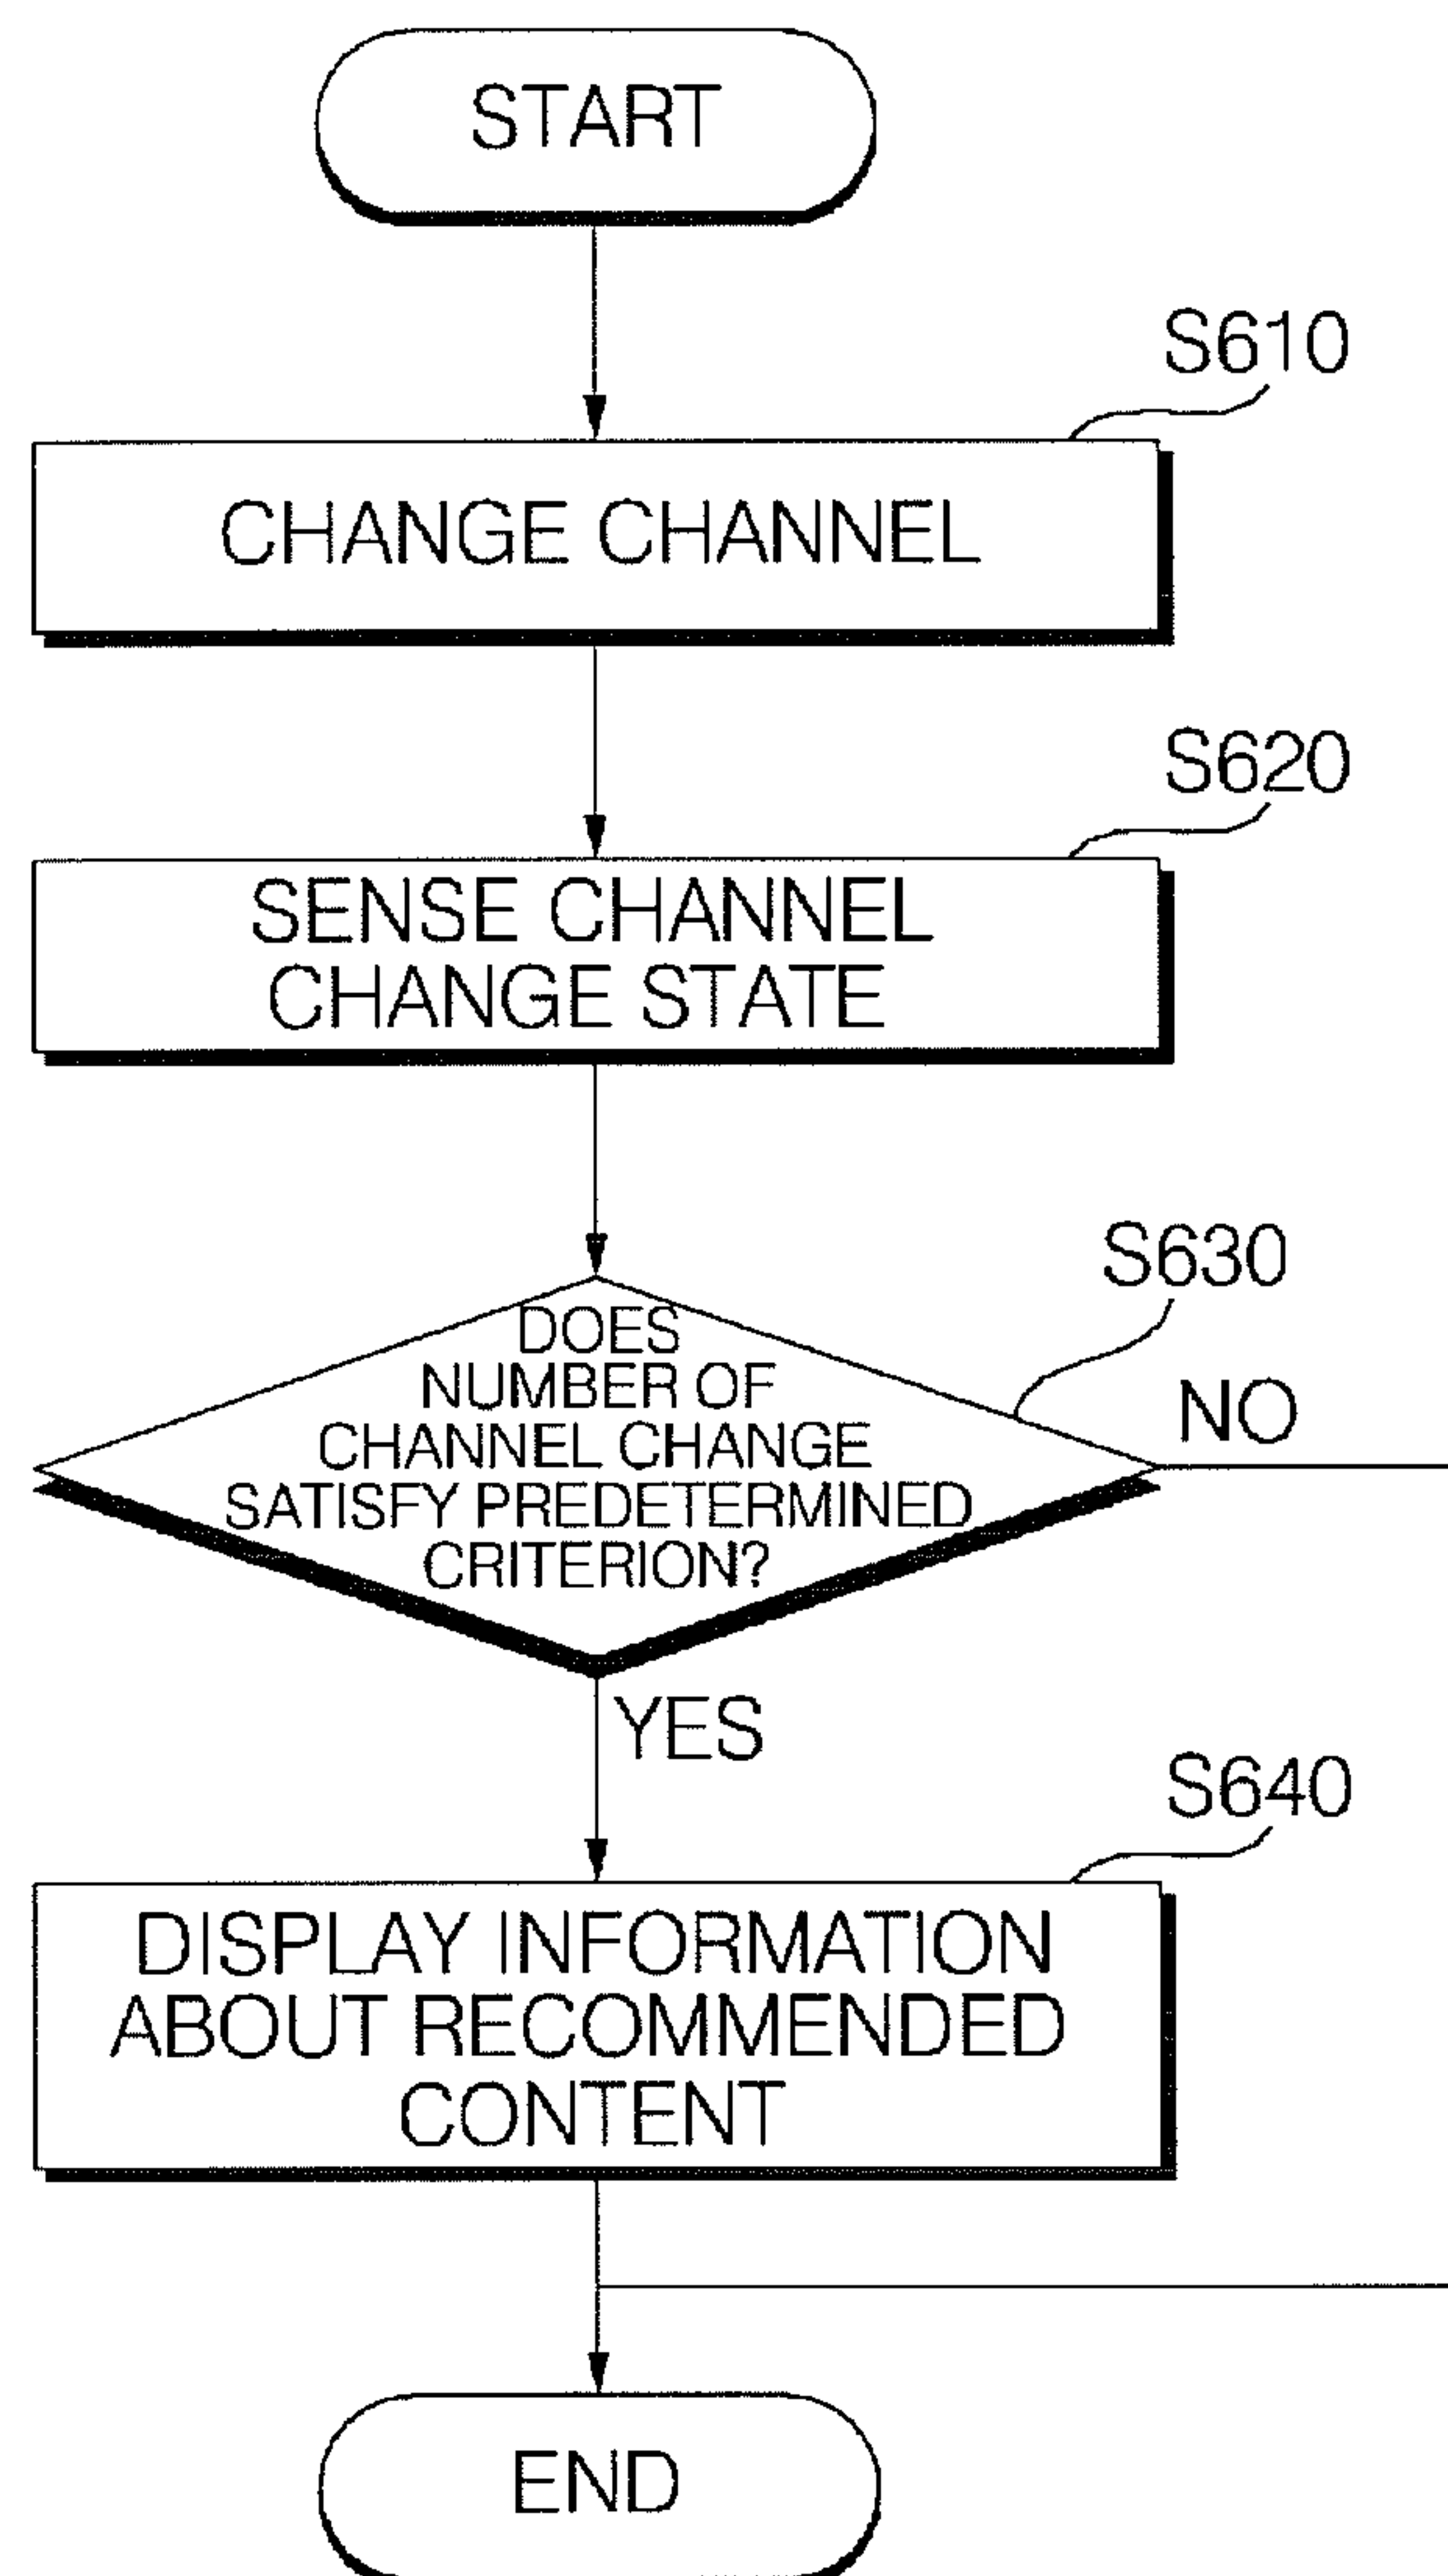 START
S610
CHANGE CHANNEL
S620
SENSE CHANNEL
CHANGE STATE
S630
DOES
NUMBER OF
CHANNEL CHANGE
SATISFY PREDETERMINED
CRITERION?
NO
YES
S640
DISPLAY INFORMATION
ABOUT RECOMMENDED
CONTENT
END